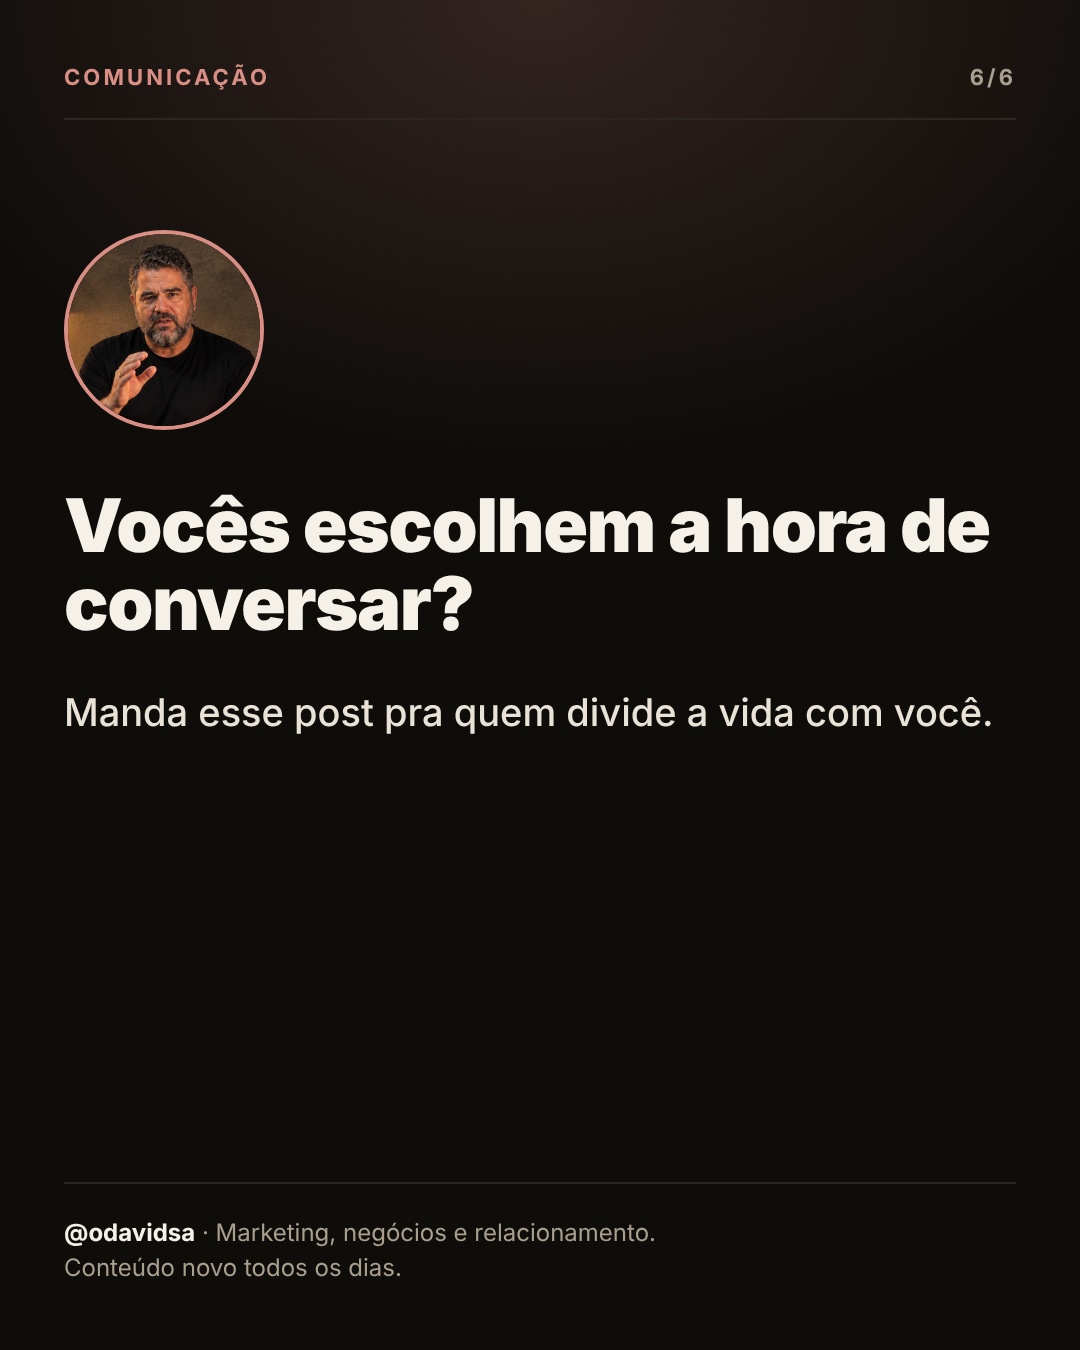 COMUNICAÇÃO
6/6
Vocês escolhem a hora de
conversar?
Manda esse post pra quem divide a vida com você.
@odavidsa · Marketing, negócios e relacionamento.
Conteúdo novo todos os dias.